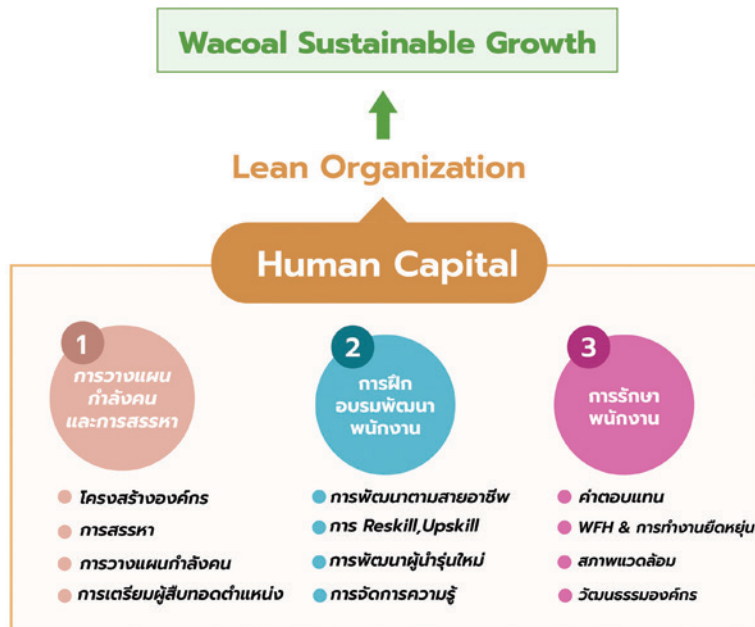 Wacoal Sustainable Growth
Lean Organization
Human Capital
1
การวางแผน
กำลังคน
และการสรรหา
โครงสร้างองค์กร
การสรรหา
การวางแผนกำลังคน
การเตรียมผู้สืบทอดตำแหน่ง
2
การฝึก
อบรมพัฒนา
พนักงาน
การพัฒนาตามสายอาชีพ
การ Reskill,Upskill
การพัฒนาผู้นำรุ่นใหม่
การจัดการความรู้
3
การรักษา
พนักงาน
ค่าตอบแทน
WFH & การทำงานยืดหยุ่น
สภาพแวดล้อม
วัฒนธรรมองค์กร